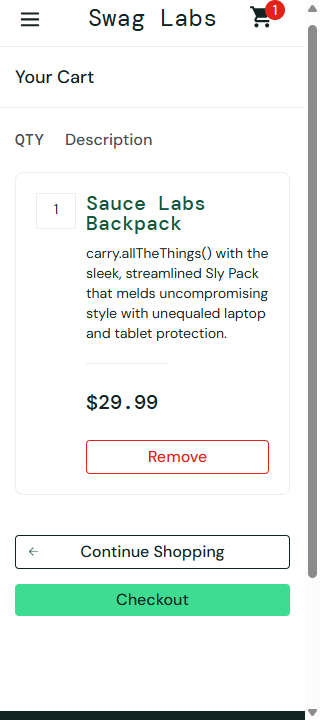 Swag Labs
1
Your Cart
QTY Description
1
Sauce Labs
Backpack
carry.allTheThings() with the
sleek, streamlined Sly Pack
that melds uncompromising
style with unequaled laptop
and tablet protection.
$29.99
Remove
Continue Shopping
Checkout